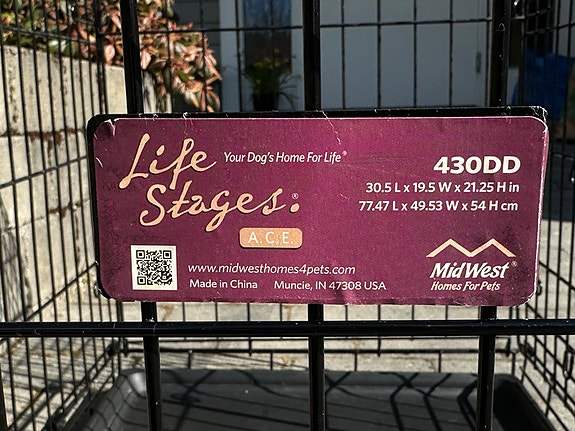 Life Stages®
Your Dog's Home For Life®
A.C.E.
430DD
30.5 L x 19.5 W x 21.25 H in
77.47 L x 49.53 W x 54 H cm
www.midwesthomes4pets.com
Made in China Muncie, IN 47308 USA
MidWest®
Homes For Pets